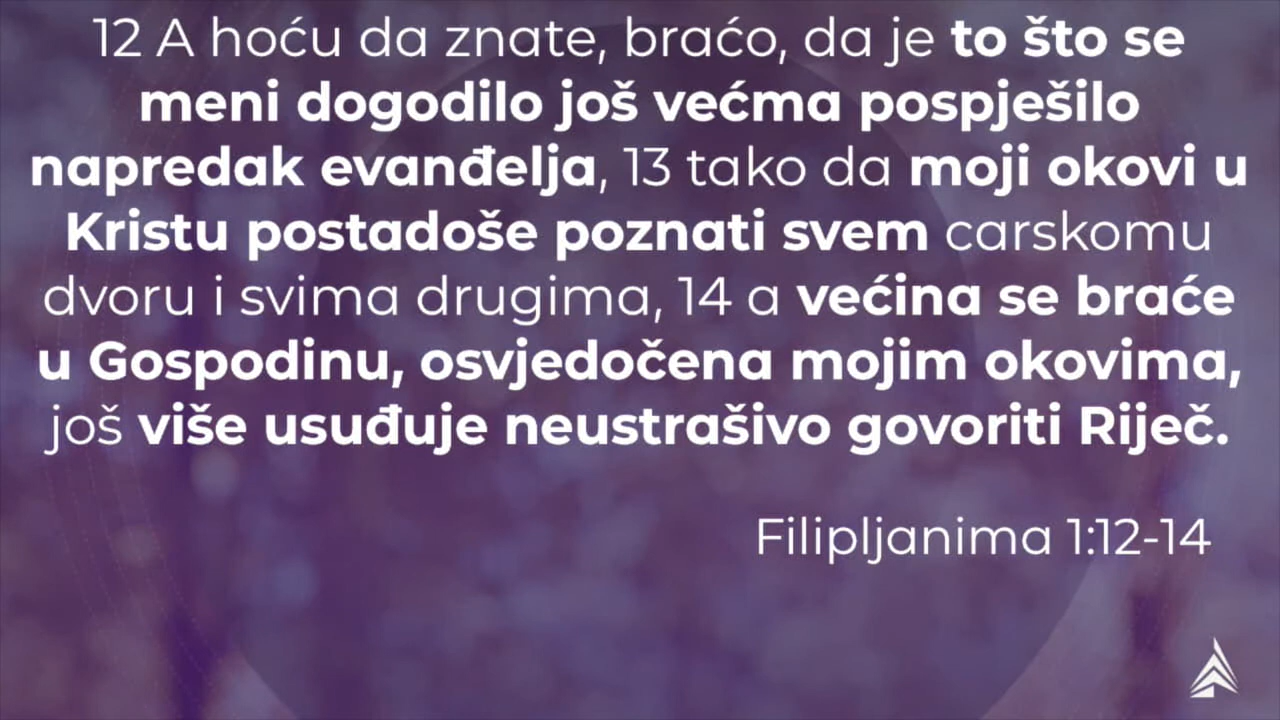 12 A hoću da znate, braćo, da je to što se
meni dogodilo još većma pospješilo
napredak evanđelja, 13 tako da moji okovi u
Kristu postadoše poznati svem carskomu
dvoru i svima drugima, 14 a većina se braće
u Gospodinu, osvjedočena mojim okovima,
još više usuđuje neustrašivo govoriti Riječ.
Filipljanima 1:12-14